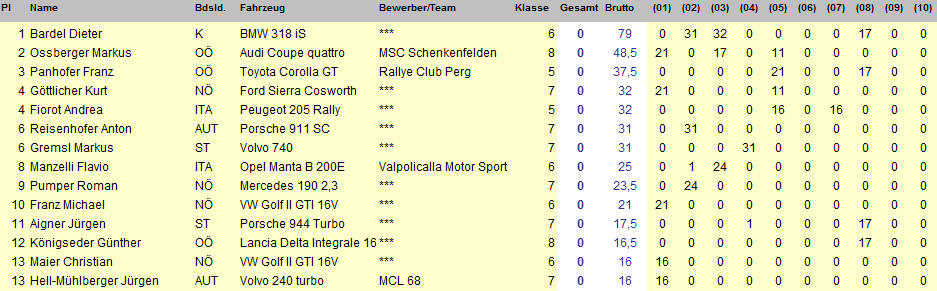 Pl Name Bdsld. Fahrzeug Bewerber/Team Klasse Gesamt Brutto (01) (02) (03) (04) (05) (06) (07) (08) (09) (10)
1 Bardel Dieter K BMW 318 iS *** 6 0 79 0 31 32 0 0 0 0 17 0 0
2 Ossberger Markus OÖ Audi Coupe quattro MSC Schenkenfelden 8 0 48,5 21 0 17 0 11 0 0 0 0 0
3 Panhofer Franz OÖ Toyota Corolla GT Rallye Club Perg 5 0 37,5 0 0 0 0 21 0 0 17 0 0
4 Göttlicher Kurt NÖ Ford Sierra Cosworth *** 7 0 32 21 0 0 0 11 0 0 0 0 0
4 Fiorot Andrea ITA Peugeot 205 Rally *** 5 0 32 0 0 0 0 16 0 16 0 0 0
6 Reisenhofer Anton AUT Porsche 911 SC *** 7 0 31 0 31 0 0 0 0 0 0 0 0
6 Gremsl Markus ST Volvo 740 *** 7 0 31 0 0 0 31 0 0 0 0 0 0
8 Manzelli Flavio ITA Opel Manta B 200E Valpolicalla Motor Sport 6 0 25 0 1 24 0 0 0 0 0 0 0
9 Pumper Roman NÖ Mercedes 190 2,3 *** 7 0 23,5 0 24 0 0 0 0 0 0 0 0
10 Franz Michael NÖ VW Golf II GTI 16V *** 6 0 21 21 0 0 0 0 0 0 0 0 0
11 Aigner Jürgen ST Porsche 944 Turbo *** 7 0 17,5 0 0 0 1 0 0 0 17 0 0
12 Königseder Günther OÖ Lancia Delta Integrale 16 *** 8 0 16,5 0 0 0 0 0 0 0 17 0 0
13 Maier Christian NÖ VW Golf II GTI 16V *** 6 0 16 16 0 0 0 0 0 0 0 0 0
13 Hell-Mühlberger Jürgen AUT Volvo 240 turbo MCL 68 7 0 16 16 0 0 0 0 0 0 0 0 0